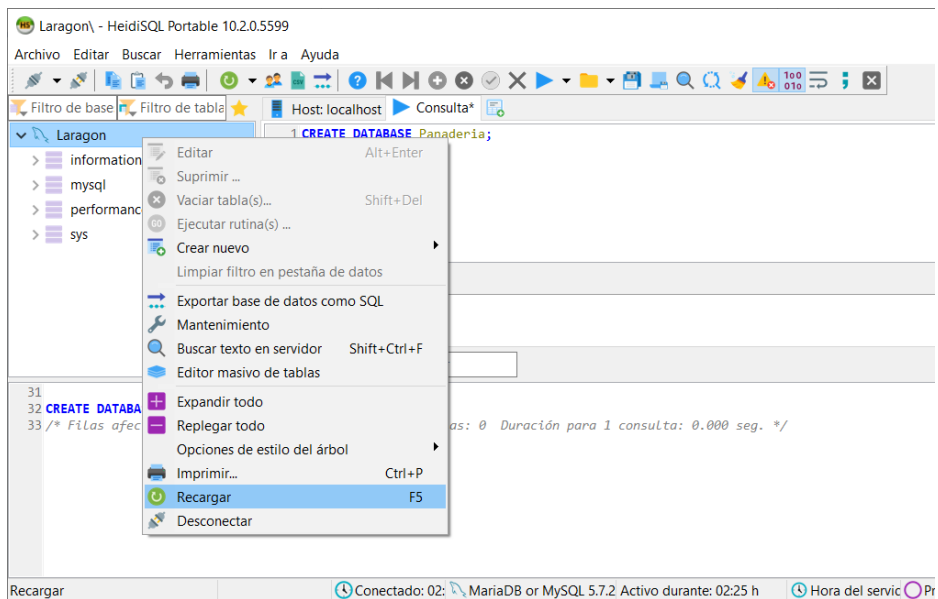 Laragon\ - HeidiSQL Portable 10.2.0.5599
Archivo Editar Buscar Herramientas Ir a Ayuda
Filtro de base Filtro de tabla Host: localhost Consulta*
Laragon
1 CREATE DATABASE Panaderia;
information
mysql
performanc
sys
Editar Alt+Enter
Suprimir ...
Vaciar tabla(s)... Shift+Del
Ejecutar rutina(s) ...
Crear nuevo
Limpiar filtro en pestaña de datos
Exportar base de datos como SQL
Mantenimiento
Buscar texto en servidor Shift+Ctrl+F
Editor masivo de tablas
Expandir todo
Replegar todo
Opciones de estilo del árbol
Imprimir... Ctrl+P
Recargar F5
Desconectar
31
32 CREATE DATABA
33 /* Filas afec as: 0 Duración para 1 consulta: 0.000 seg. */
Recargar Conectado: 02: MariaDB or MySQL 5.7.2 Activo durante: 02:25 h Hora del servic Pr